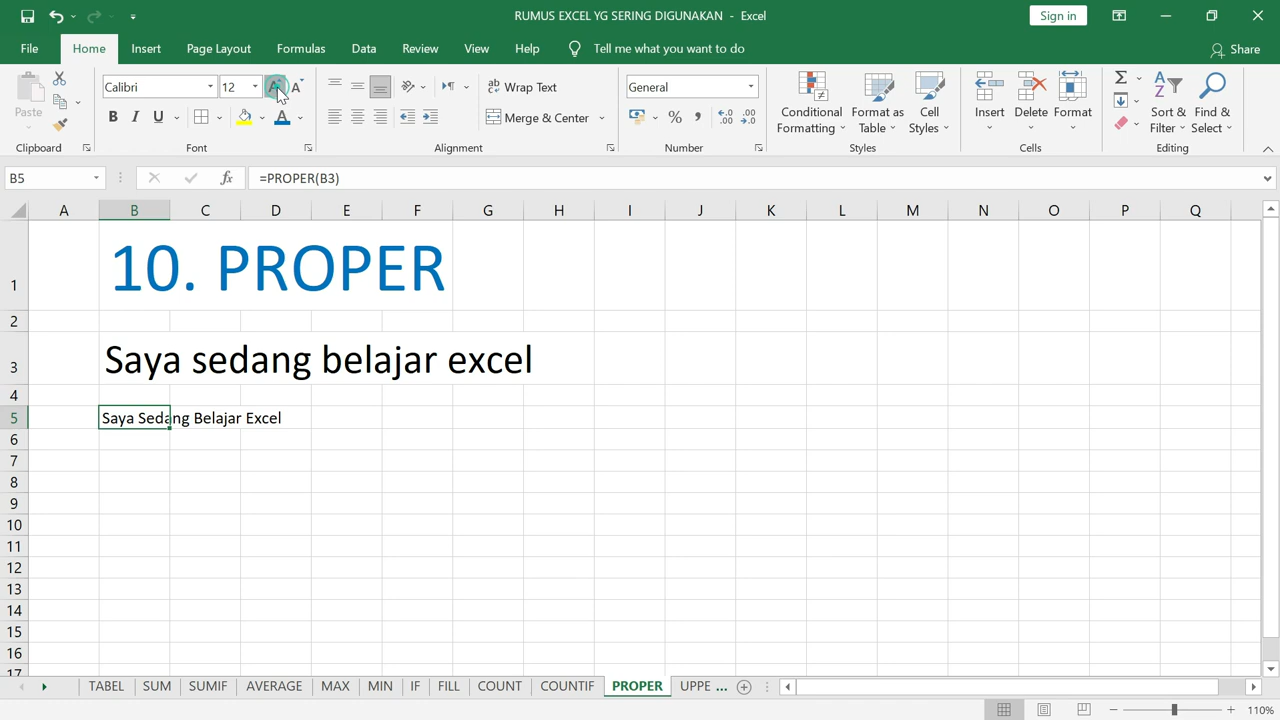 RUMUS EXCEL YG SERING DIGUNAKAN - Excel
Sign in
File Home Insert Page Layout Formulas Data Review View Help Tell me what you want to do Share
Paste
Calibri 12
B I U A
Wrap Text
Merge & Center
General
% ,
Conditional Formatting
Format as Table
Cell Styles
Insert Delete Format
Sort & Filter
Find & Select
Clipboard Font Alignment Number Styles Cells Editing
B5 fx =PROPER(B3)
A B C D E F G H I J K L M N O P Q
1 10. PROPER
2
3 Saya sedang belajar excel
4
5 Saya Sedang Belajar Excel
6
7
8
9
10
11
12
13
14
15
16
17
TABEL SUM SUMIF AVERAGE MAX MIN IF FILL COUNT COUNTIF PROPER UPPE ...
110%